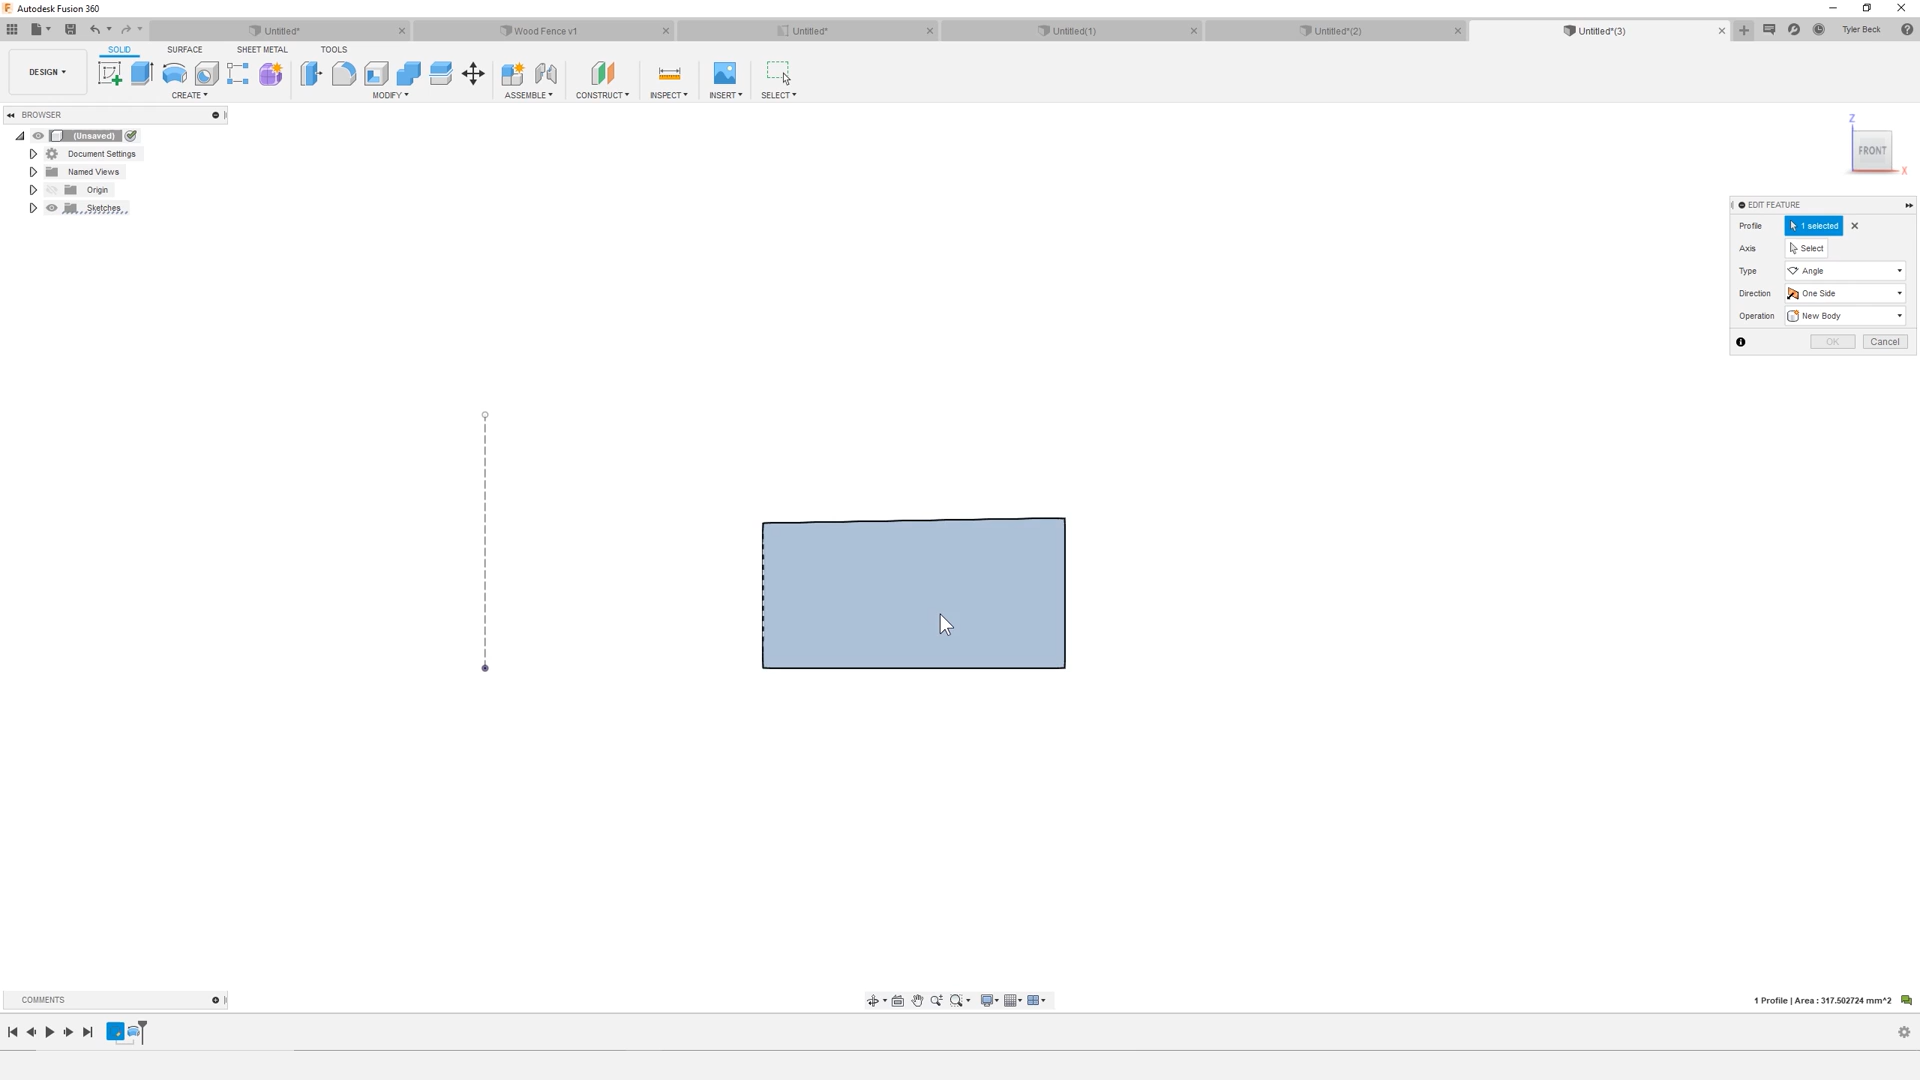 Autodesk Fusion 360
Untitled*
Wood Fence v1
Untitled*
Untitled(1)
Untitled*(2)
Untitled*(3)
Tyler Beck
SOLID
SURFACE
SHEET METAL
TOOLS
DESIGN
CREATE
MODIFY
ASSEMBLE
CONSTRUCT
INSPECT
INSERT
SELECT
BROWSER
(Unsaved)
Document Settings
Named Views
Origin
Sketches
Z
FRONT
X
EDIT FEATURE
Profile 1 selected
Axis Select
Type Angle
Direction One Side
Operation New Body
OK Cancel
COMMENTS
1 Profile | Area : 317.502724 mm^2